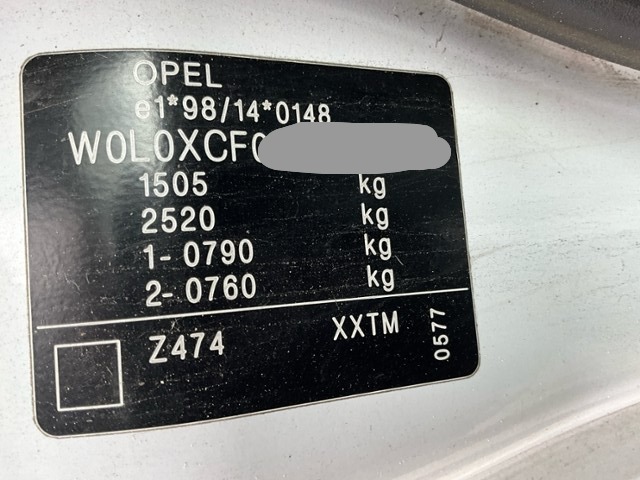 OPEL
e1*98/14*0148
W0L0XCF0
1505 kg
2520 kg
1- 0790 kg
2- 0760 kg
Z474 XXTM 0577